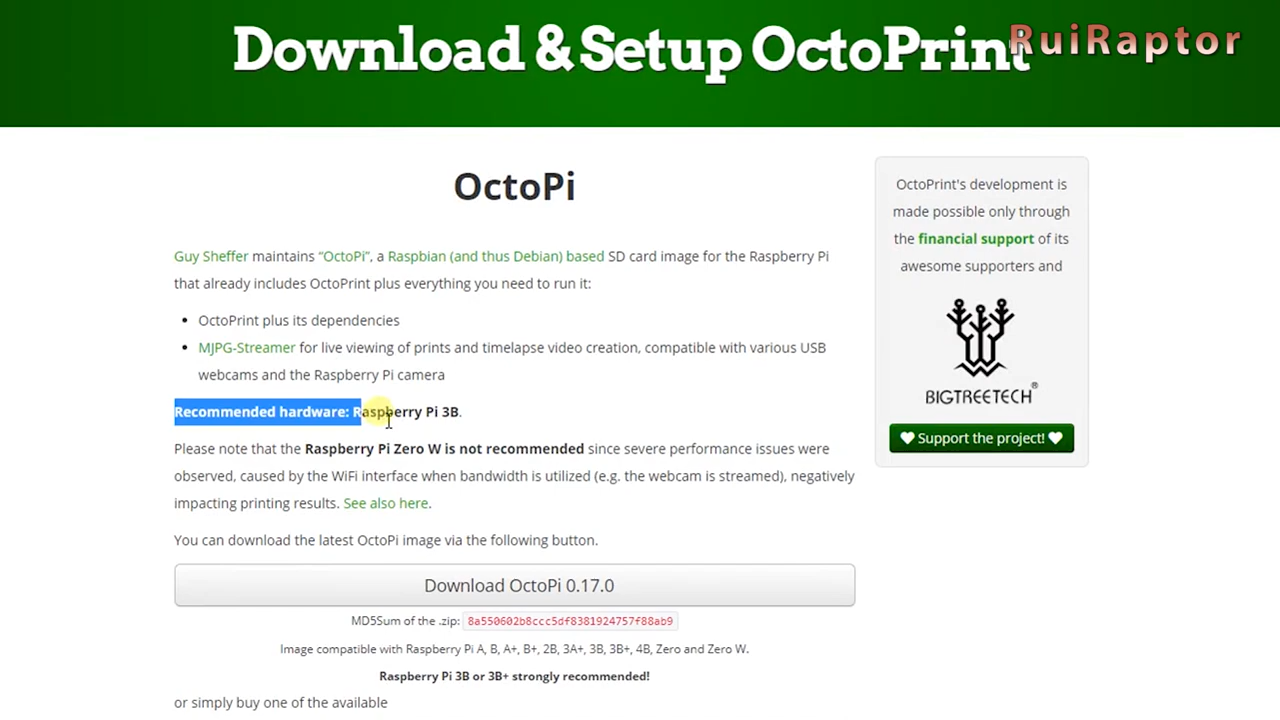 Download & Setup OctoPrint
RuiRaptor
OctoPi
Guy Sheffer maintains "OctoPi", a Raspbian (and thus Debian) based SD card image for the Raspberry Pi
that already includes OctoPrint plus everything you need to run it:
OctoPrint plus its dependencies
MJPG-Streamer for live viewing of prints and timelapse video creation, compatible with various USB
webcams and the Raspberry Pi camera
Recommended hardware: Raspberry Pi 3B.
Please note that the Raspberry Pi Zero W is not recommended since severe performance issues were
observed, caused by the WiFi interface when bandwidth is utilized (e.g. the webcam is streamed), negatively
impacting printing results. See also here.
You can download the latest OctoPi image via the following button.
Download OctoPi 0.17.0
MD5Sum of the .zip: 8a550602b8ccc5df8381924757f88ab9
Image compatible with Raspberry Pi A, B, A+, B+, 2B, 3A+, 3B, 3B+, 4B, Zero and Zero W.
Raspberry Pi 3B or 3B+ strongly recommended!
or simply buy one of the available
OctoPrint's development is
made possible only through
the financial support of its
awesome supporters and
BIGTREETECH®
Support the project!